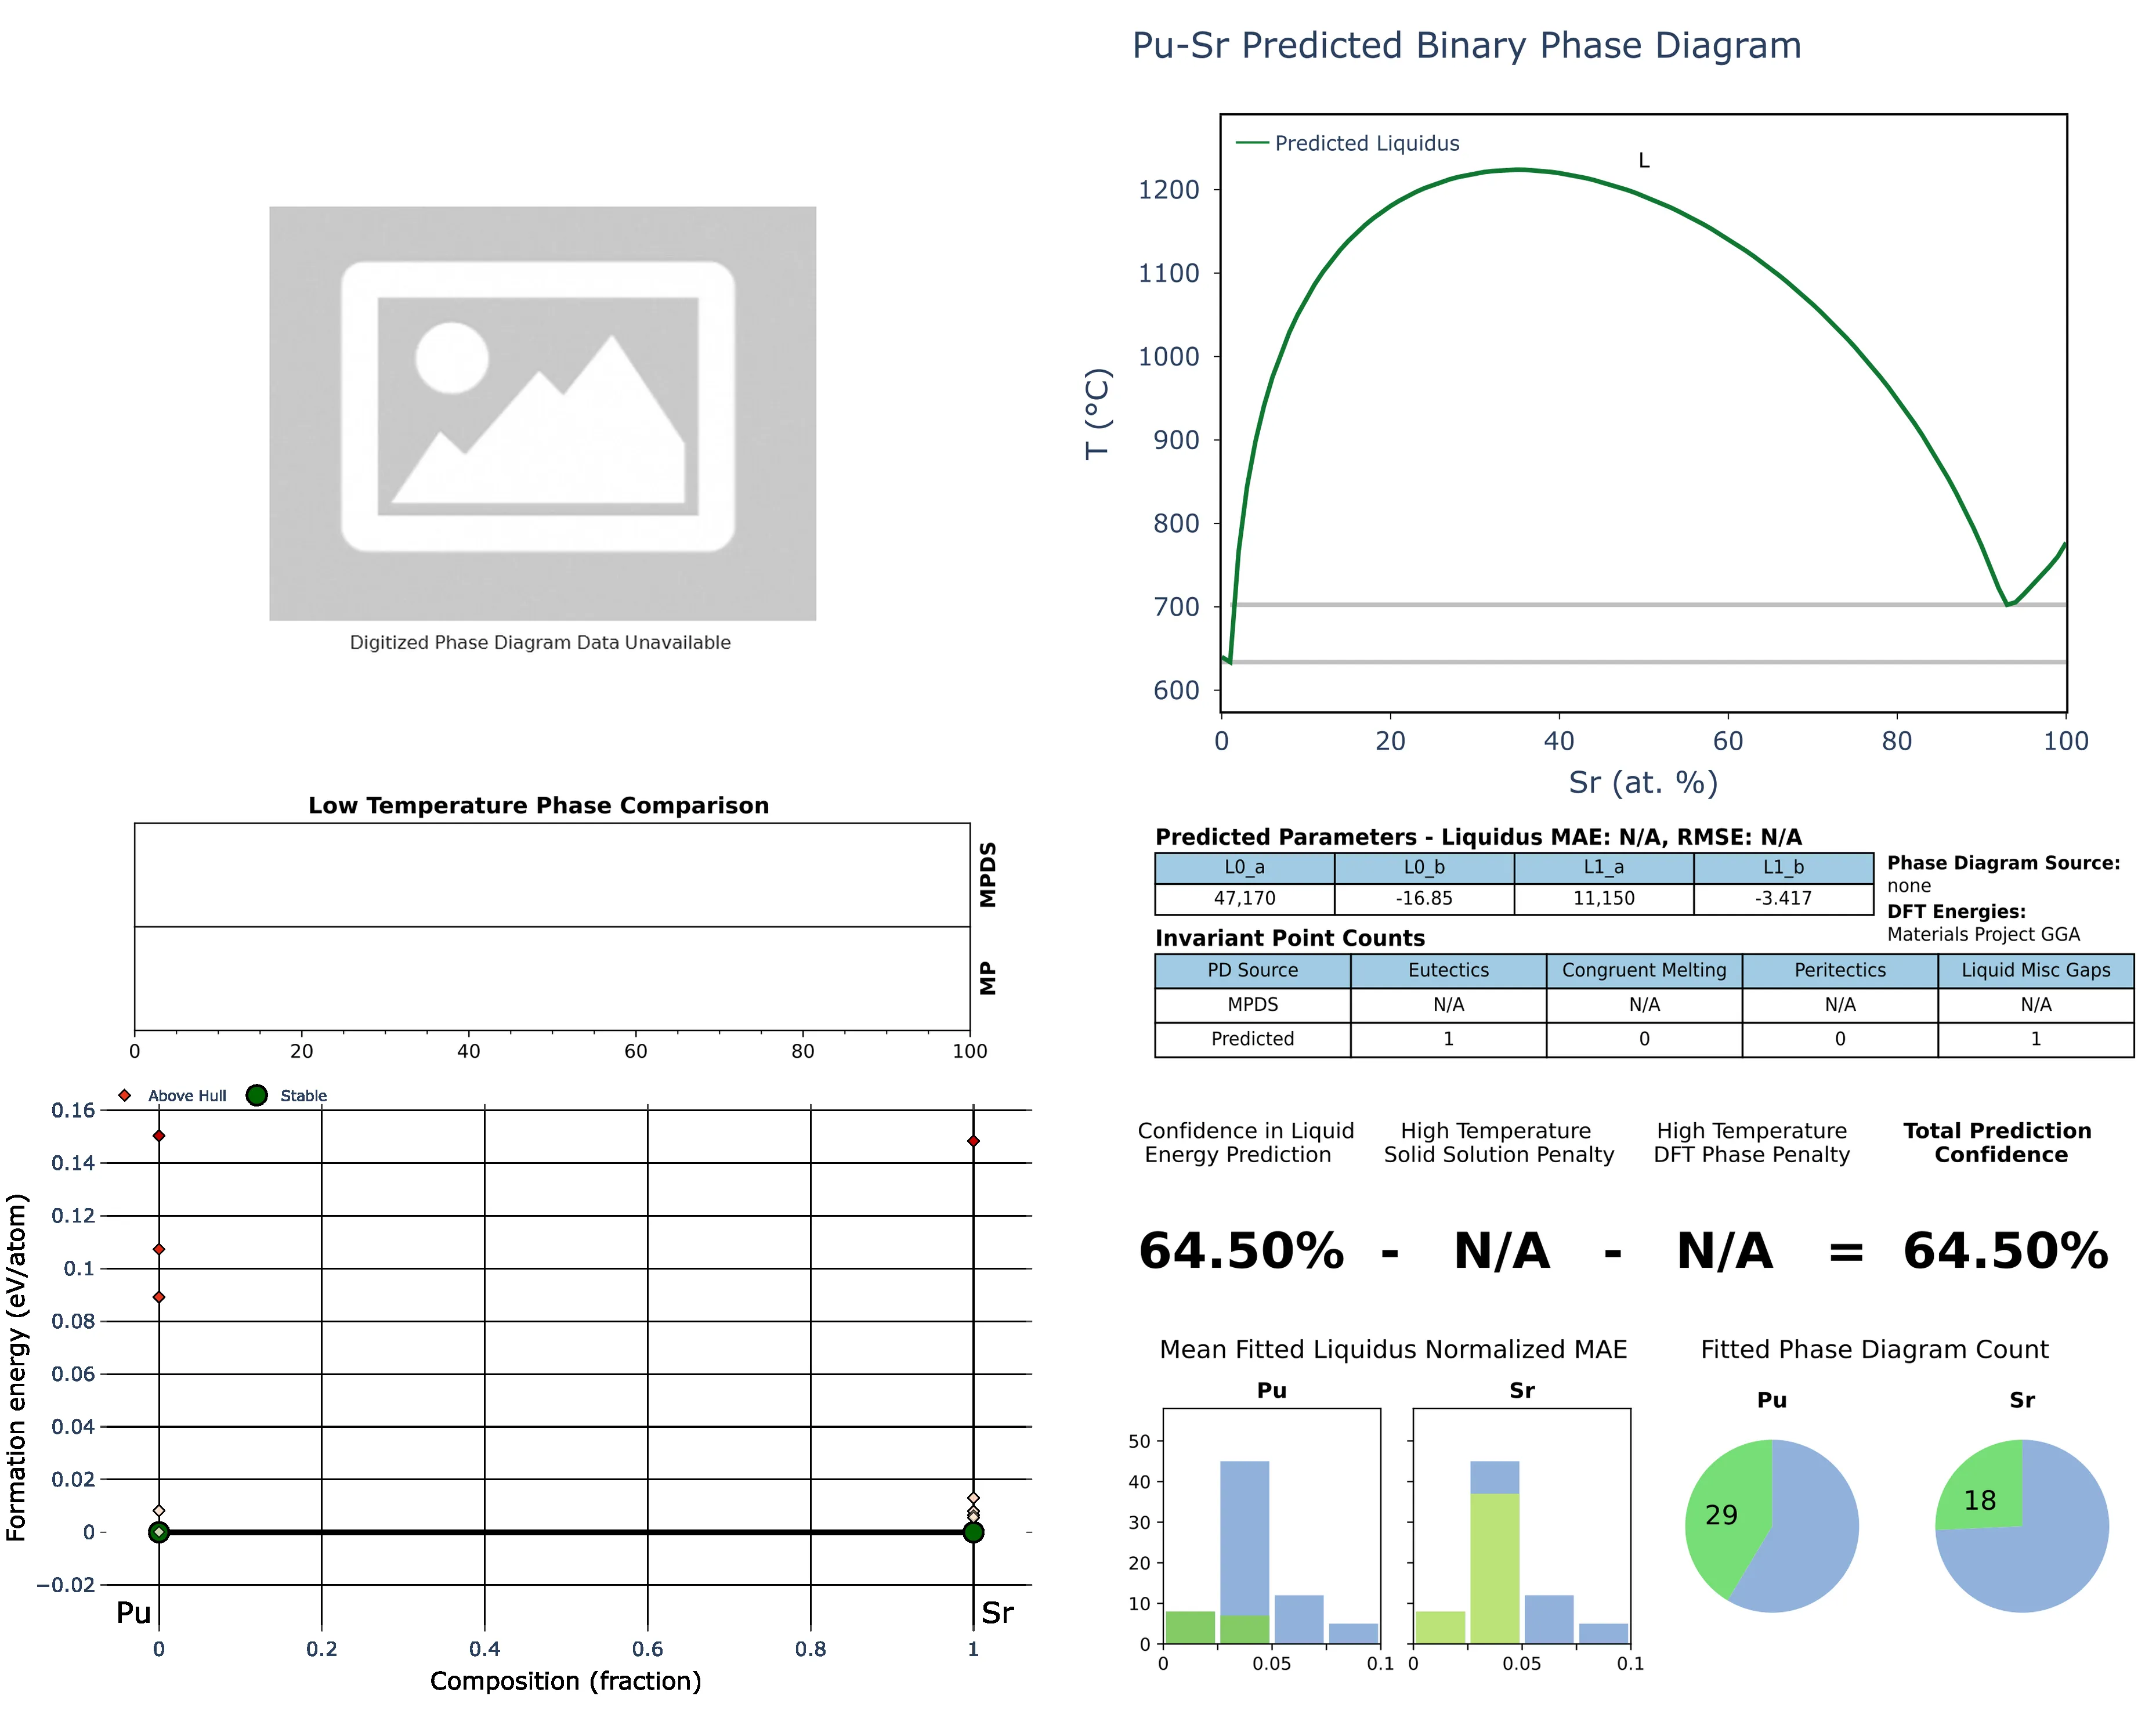 Pu-Sr Predicted Binary Phase Diagram
Digitized Phase Diagram Data Unavailable
Predicted Liquidus
L
1200
1100
1000
900
800
700
600
T (°C)
0 20 40 60 80 100
Sr (at. %)
Low Temperature Phase Comparison
MPDS
MP
0 20 40 60 80 100
Predicted Parameters - Liquidus MAE: N/A, RMSE: N/A
L0_a L0_b L1_a L1_b
47,170 -16.85 11,150 -3.417
Phase Diagram Source:
none
DFT Energies:
Materials Project GGA
Invariant Point Counts
PD Source Eutectics Congruent Melting Peritectics Liquid Misc Gaps
MPDS N/A N/A N/A N/A
Predicted 1 0 0 1
Above Hull Stable
0.16
0.14
0.12
0.1
0.08
0.06
0.04
0.02
0
−0.02
Formation energy (eV/atom)
Pu Sr
0 0.2 0.4 0.6 0.8 1
Composition (fraction)
Confidence in Liquid
Energy Prediction
High Temperature
Solid Solution Penalty
High Temperature
DFT Phase Penalty
Total Prediction
Confidence
64.50% - N/A - N/A = 64.50%
Mean Fitted Liquidus Normalized MAE
Pu Sr
50
40
30
20
10
0
0 0.05 0.1 0 0.05 0.1
Fitted Phase Diagram Count
Pu Sr
29 18